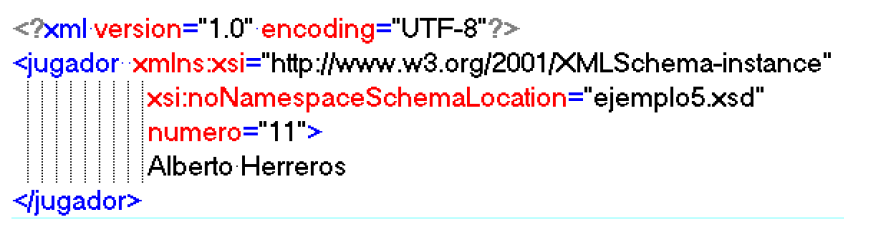 <?xml version="1.0" encoding="UTF-8"?>
<jugador xmlns:xsi="http://www.w3.org/2001/XMLSchema-instance"
xsi:noNamespaceSchemaLocation="ejemplo5.xsd"
numero="11">
Alberto Herreros
</jugador>